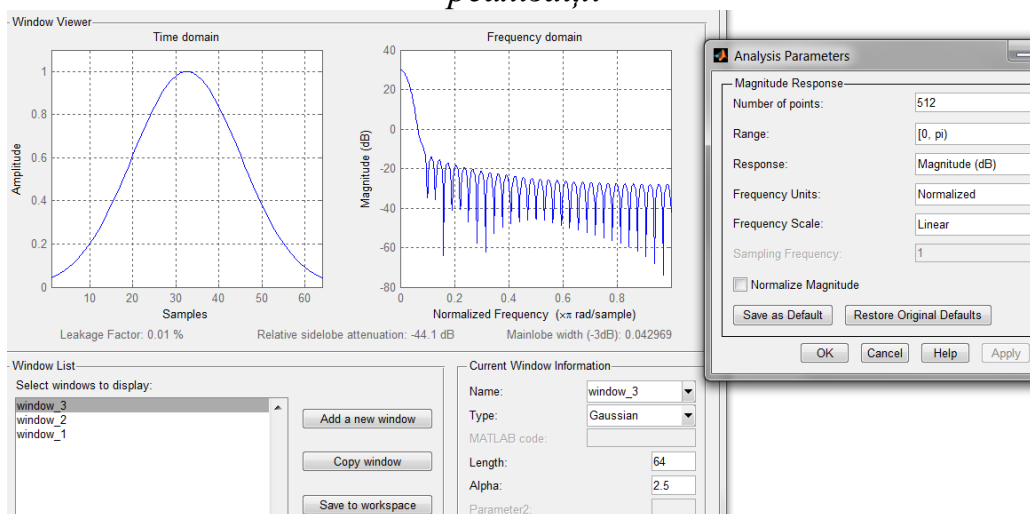 Window Viewer
Time domain
Frequency domain
Amplitude
1
0.8
0.6
0.4
0.2
0
10 20 30 40 50 60
Samples
Magnitude (dB)
40
20
0
-20
-40
-60
-80
0 0.2 0.4 0.6 0.8
Normalized Frequency (×π rad/sample)
Leakage Factor: 0.01 %
Relative sidelobe attenuation: -44.1 dB
Mainlobe width (-3dB): 0.042969
Window List
Select windows to display:
window_3
window_2
window_1
Add a new window
Copy window
Save to workspace
Current Window Information
Name: window_3
Type: Gaussian
MATLAB code:
Length: 64
Alpha: 2.5
Parameter2:
Analysis Parameters
Magnitude Response
Number of points: 512
Range: [0, pi)
Response: Magnitude (dB)
Frequency Units: Normalized
Frequency Scale: Linear
Sampling Frequency: 1
Normalize Magnitude
Save as Default Restore Original Defaults
OK Cancel Help Apply